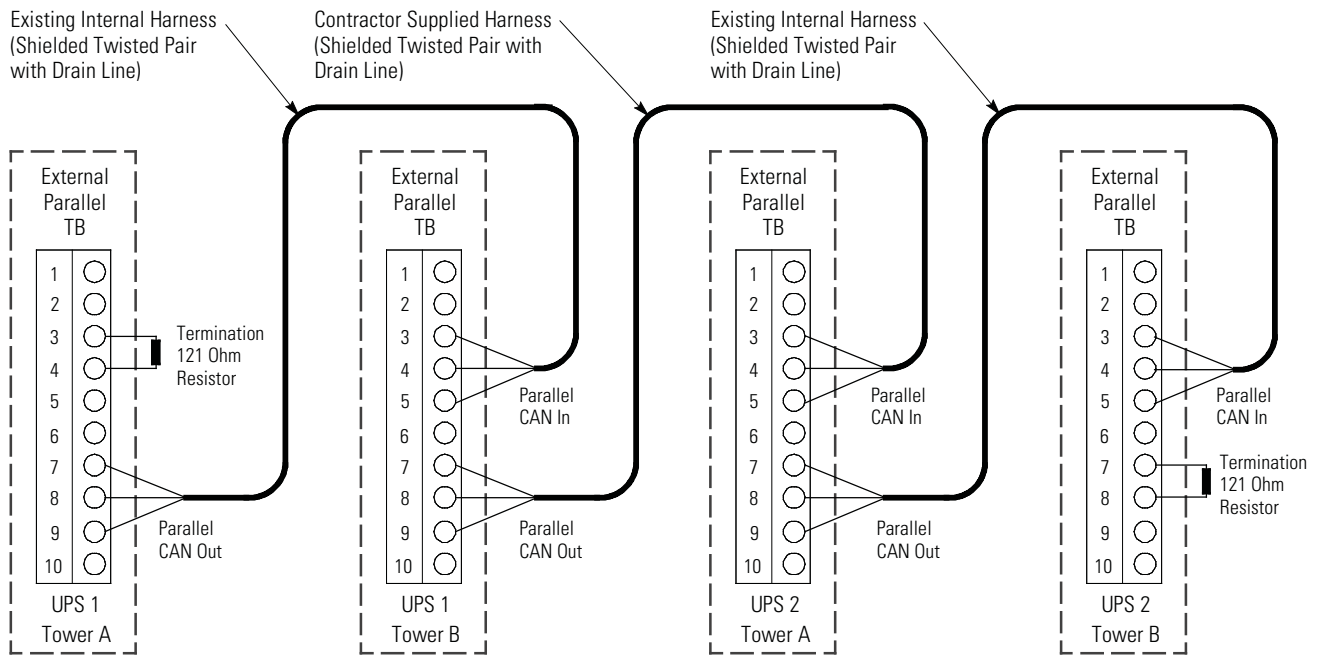 Existing Internal Harness
(Shielded Twisted Pair
with Drain Line)
Contractor Supplied Harness
(Shielded Twisted Pair with
Drain Line)
Existing Internal Harness
(Shielded Twisted Pair
with Drain Line)
External
Parallel
TB
1
2
3
4
5
6
7
8
9
10
Termination
121 Ohm
Resistor
Parallel
CAN Out
UPS 1
Tower A
External
Parallel
TB
1
2
3
4
5
6
7
8
9
10
Parallel
CAN In
Parallel
CAN Out
UPS 1
Tower B
External
Parallel
TB
1
2
3
4
5
6
7
8
9
10
Parallel
CAN In
Parallel
CAN Out
UPS 2
Tower A
External
Parallel
TB
1
2
3
4
5
6
7
8
9
10
Parallel
CAN In
Termination
121 Ohm
Resistor
UPS 2
Tower B